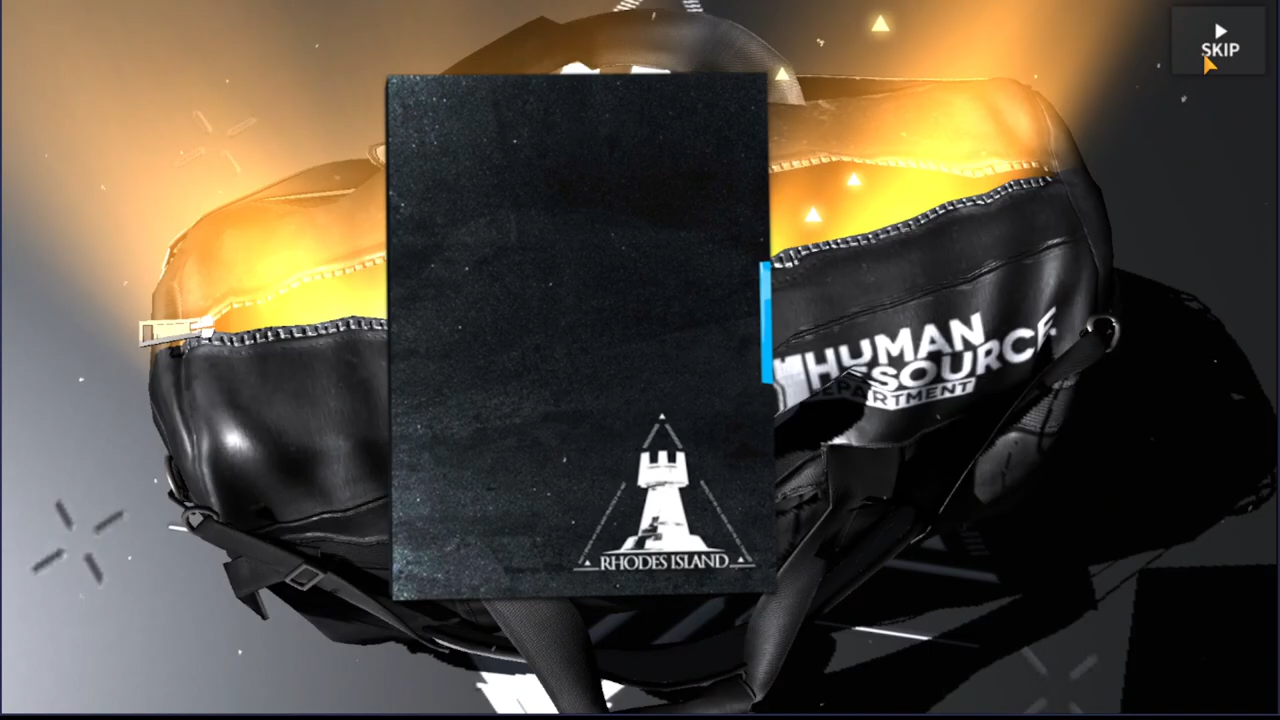 SKIP
HUMAN
RESOURCE
DEPARTMENT
RHODES ISLAND